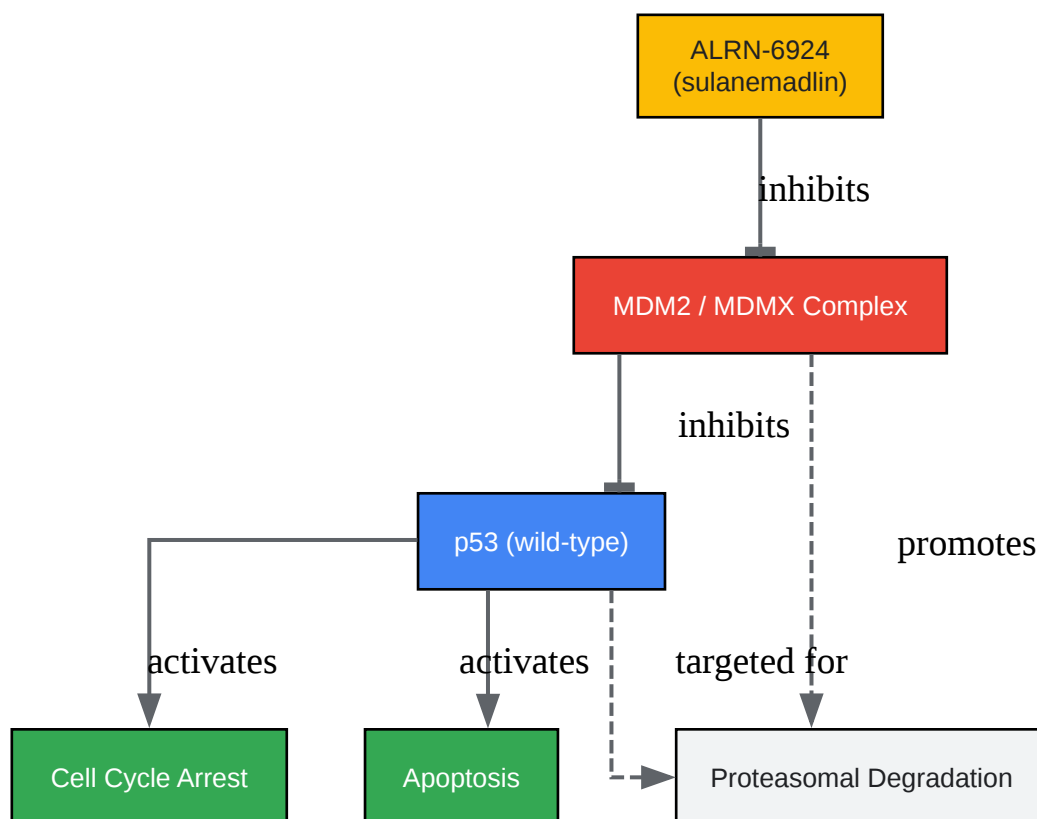 ALRN-6924
(sulanemadlin)
inhibits
MDM2 / MDMX Complex
inhibits
p53 (wild-type)
promotes
activates
activates
targeted for
Cell Cycle Arrest
Apoptosis
Proteasomal Degradation